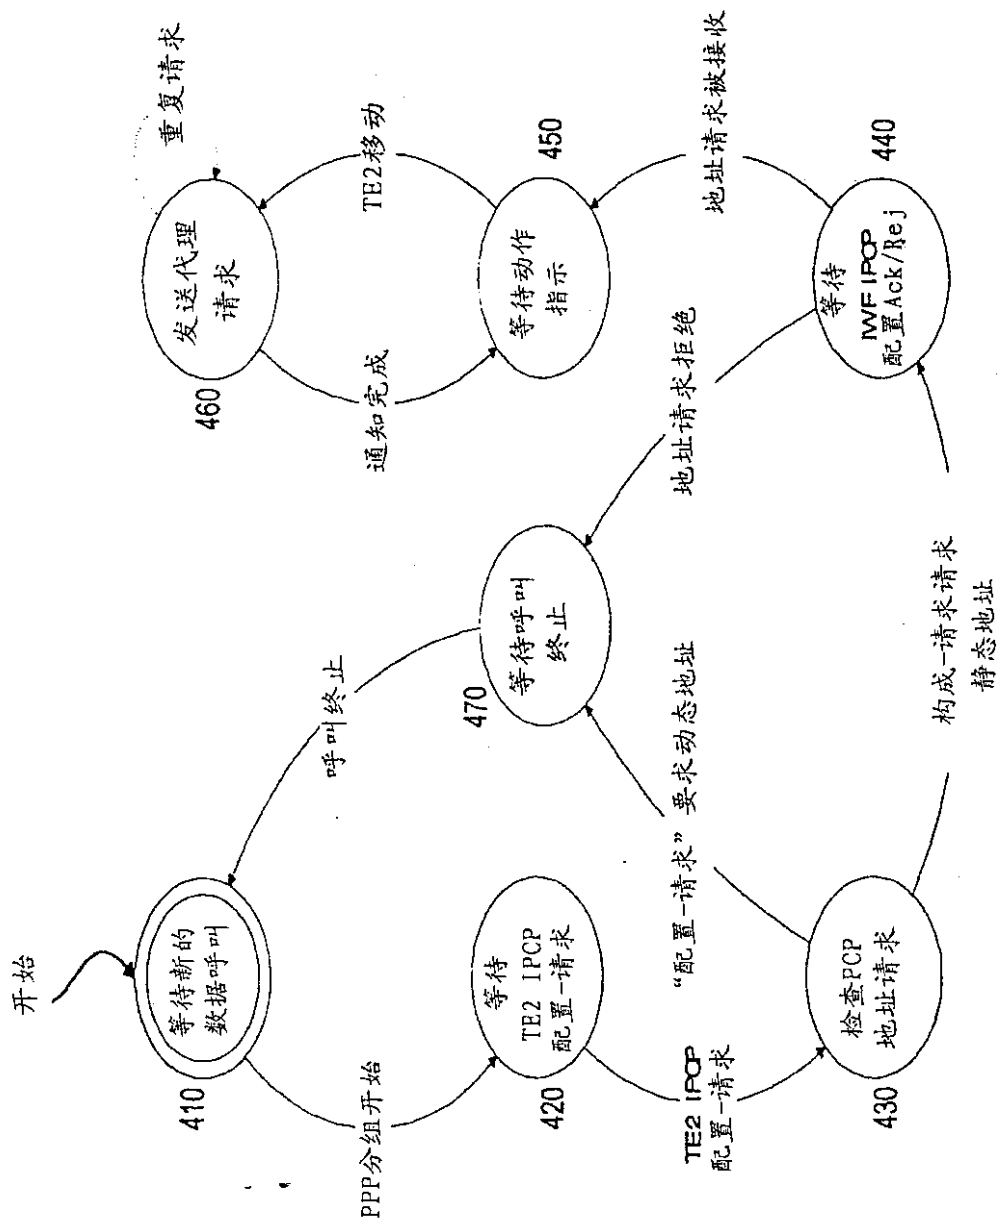 开始
等待新的
数据呼叫
410
PPP分组开始
等待
TE2 IPCP
配置-请求
420
TE2 IPCP
配置-请求
检查PCP
地址请求
430
“配置-请求”要求动态地址
构成-请求请求
静态地址
呼叫终止
等待呼叫
终止
470
地址请求拒绝
等待
IWF IPCP
配置Ack/Rej
440
地址请求被接收
等待动作
指示
450
TE2移动
通知完成
发送代理
请求
460
重复请求